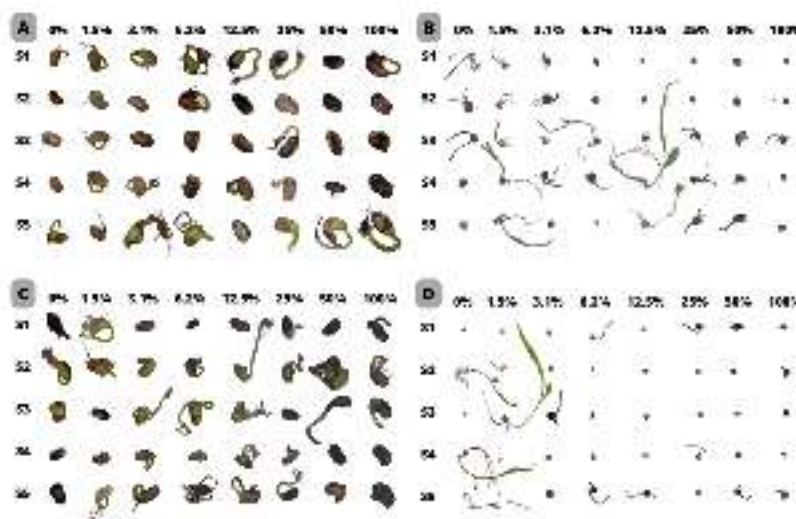 A 0% 1.5% 3.1% 6.2% 12.5% 25% 50% 100%
S1
S2
S3
S4
S5
B 0% 1.5% 3.1% 6.2% 12.5% 25% 50% 100%
S1
S2
S3
S4
S5
C 0% 1.5% 3.1% 6.2% 12.5% 25% 50% 100%
S1
S2
S3
S4
S5
D 0% 1.5% 3.1% 6.2% 12.5% 25% 50% 100%
S1
S2
S3
S4
S5